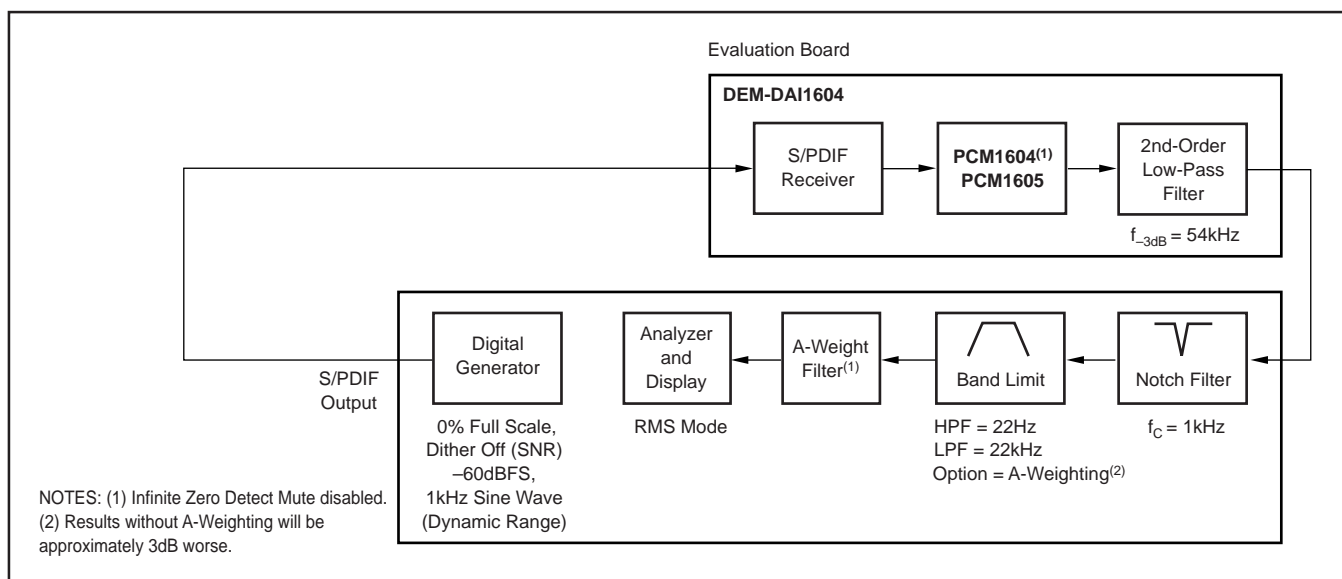 Evaluation Board
DEM-DAI1604
S/PDIF
Receiver
PCM1604(1)
PCM1605
2nd-Order
Low-Pass
Filter
f–3dB = 54kHz
S/PDIF
Output
Digital
Generator
0% Full Scale,
Dither Off (SNR)
–60dBFS,
1kHz Sine Wave
(Dynamic Range)
Analyzer
and
Display
RMS Mode
A-Weight
Filter(1)
Band Limit
HPF = 22Hz
LPF = 22kHz
Option = A-Weighting(2)
Notch Filter
fC = 1kHz
NOTES: (1) Infinite Zero Detect Mute disabled.
(2) Results without A-Weighting will be
approximately 3dB worse.